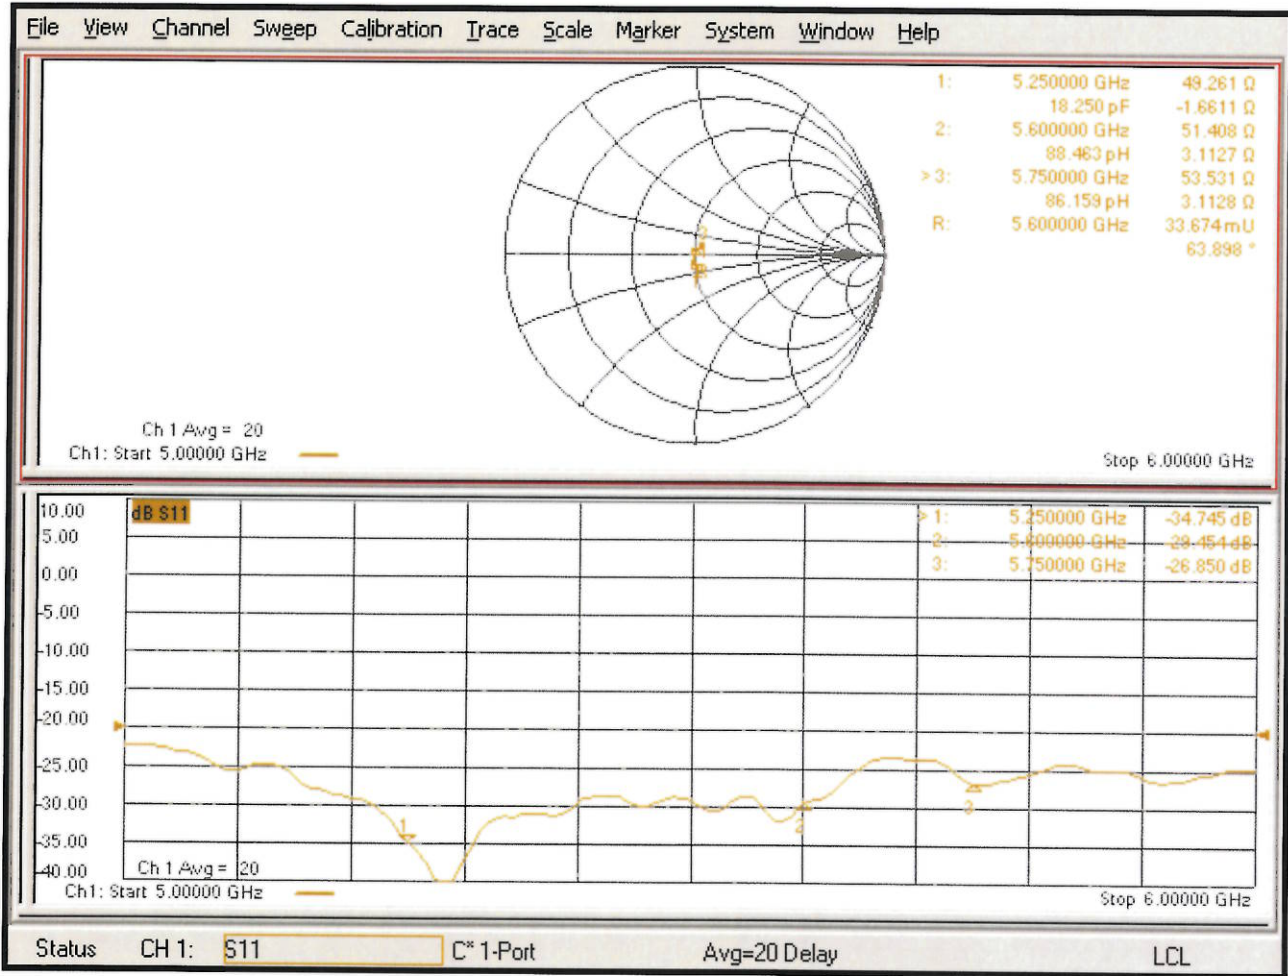 File View Channel Sweep Calibration Trace Scale Marker System Window Help
1: 5.250000 GHz 49.261 Ω
18.250 pF -1.6611 Ω
2: 5.600000 GHz 51.408 Ω
88.463 pH 3.1127 Ω
> 3: 5.750000 GHz 53.531 Ω
86.159 pH 3.1128 Ω
R: 5.600000 GHz 33.674 mU
63.898 °
Ch 1 Avg = 20
Ch1: Start 5.00000 GHz
Stop 6.00000 GHz
dB S11
> 1: 5.250000 GHz -34.745 dB
2: 5.600000 GHz -29.454 dB
3: 5.750000 GHz -26.850 dB
10.00
5.00
0.00
-5.00
-10.00
-15.00
-20.00
-25.00
-30.00
-35.00
-40.00
1
2
3
Ch 1 Avg = 20
Ch1: Start 5.00000 GHz
Stop 6.00000 GHz
Status CH 1: S11 C* 1-Port Avg=20 Delay LCL